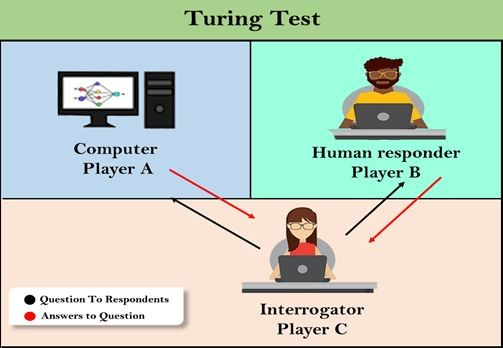 Turing Test
Computer
Player A
Human responder
Player B
Interrogator
Player C
Question To Respondents
Answers to Question